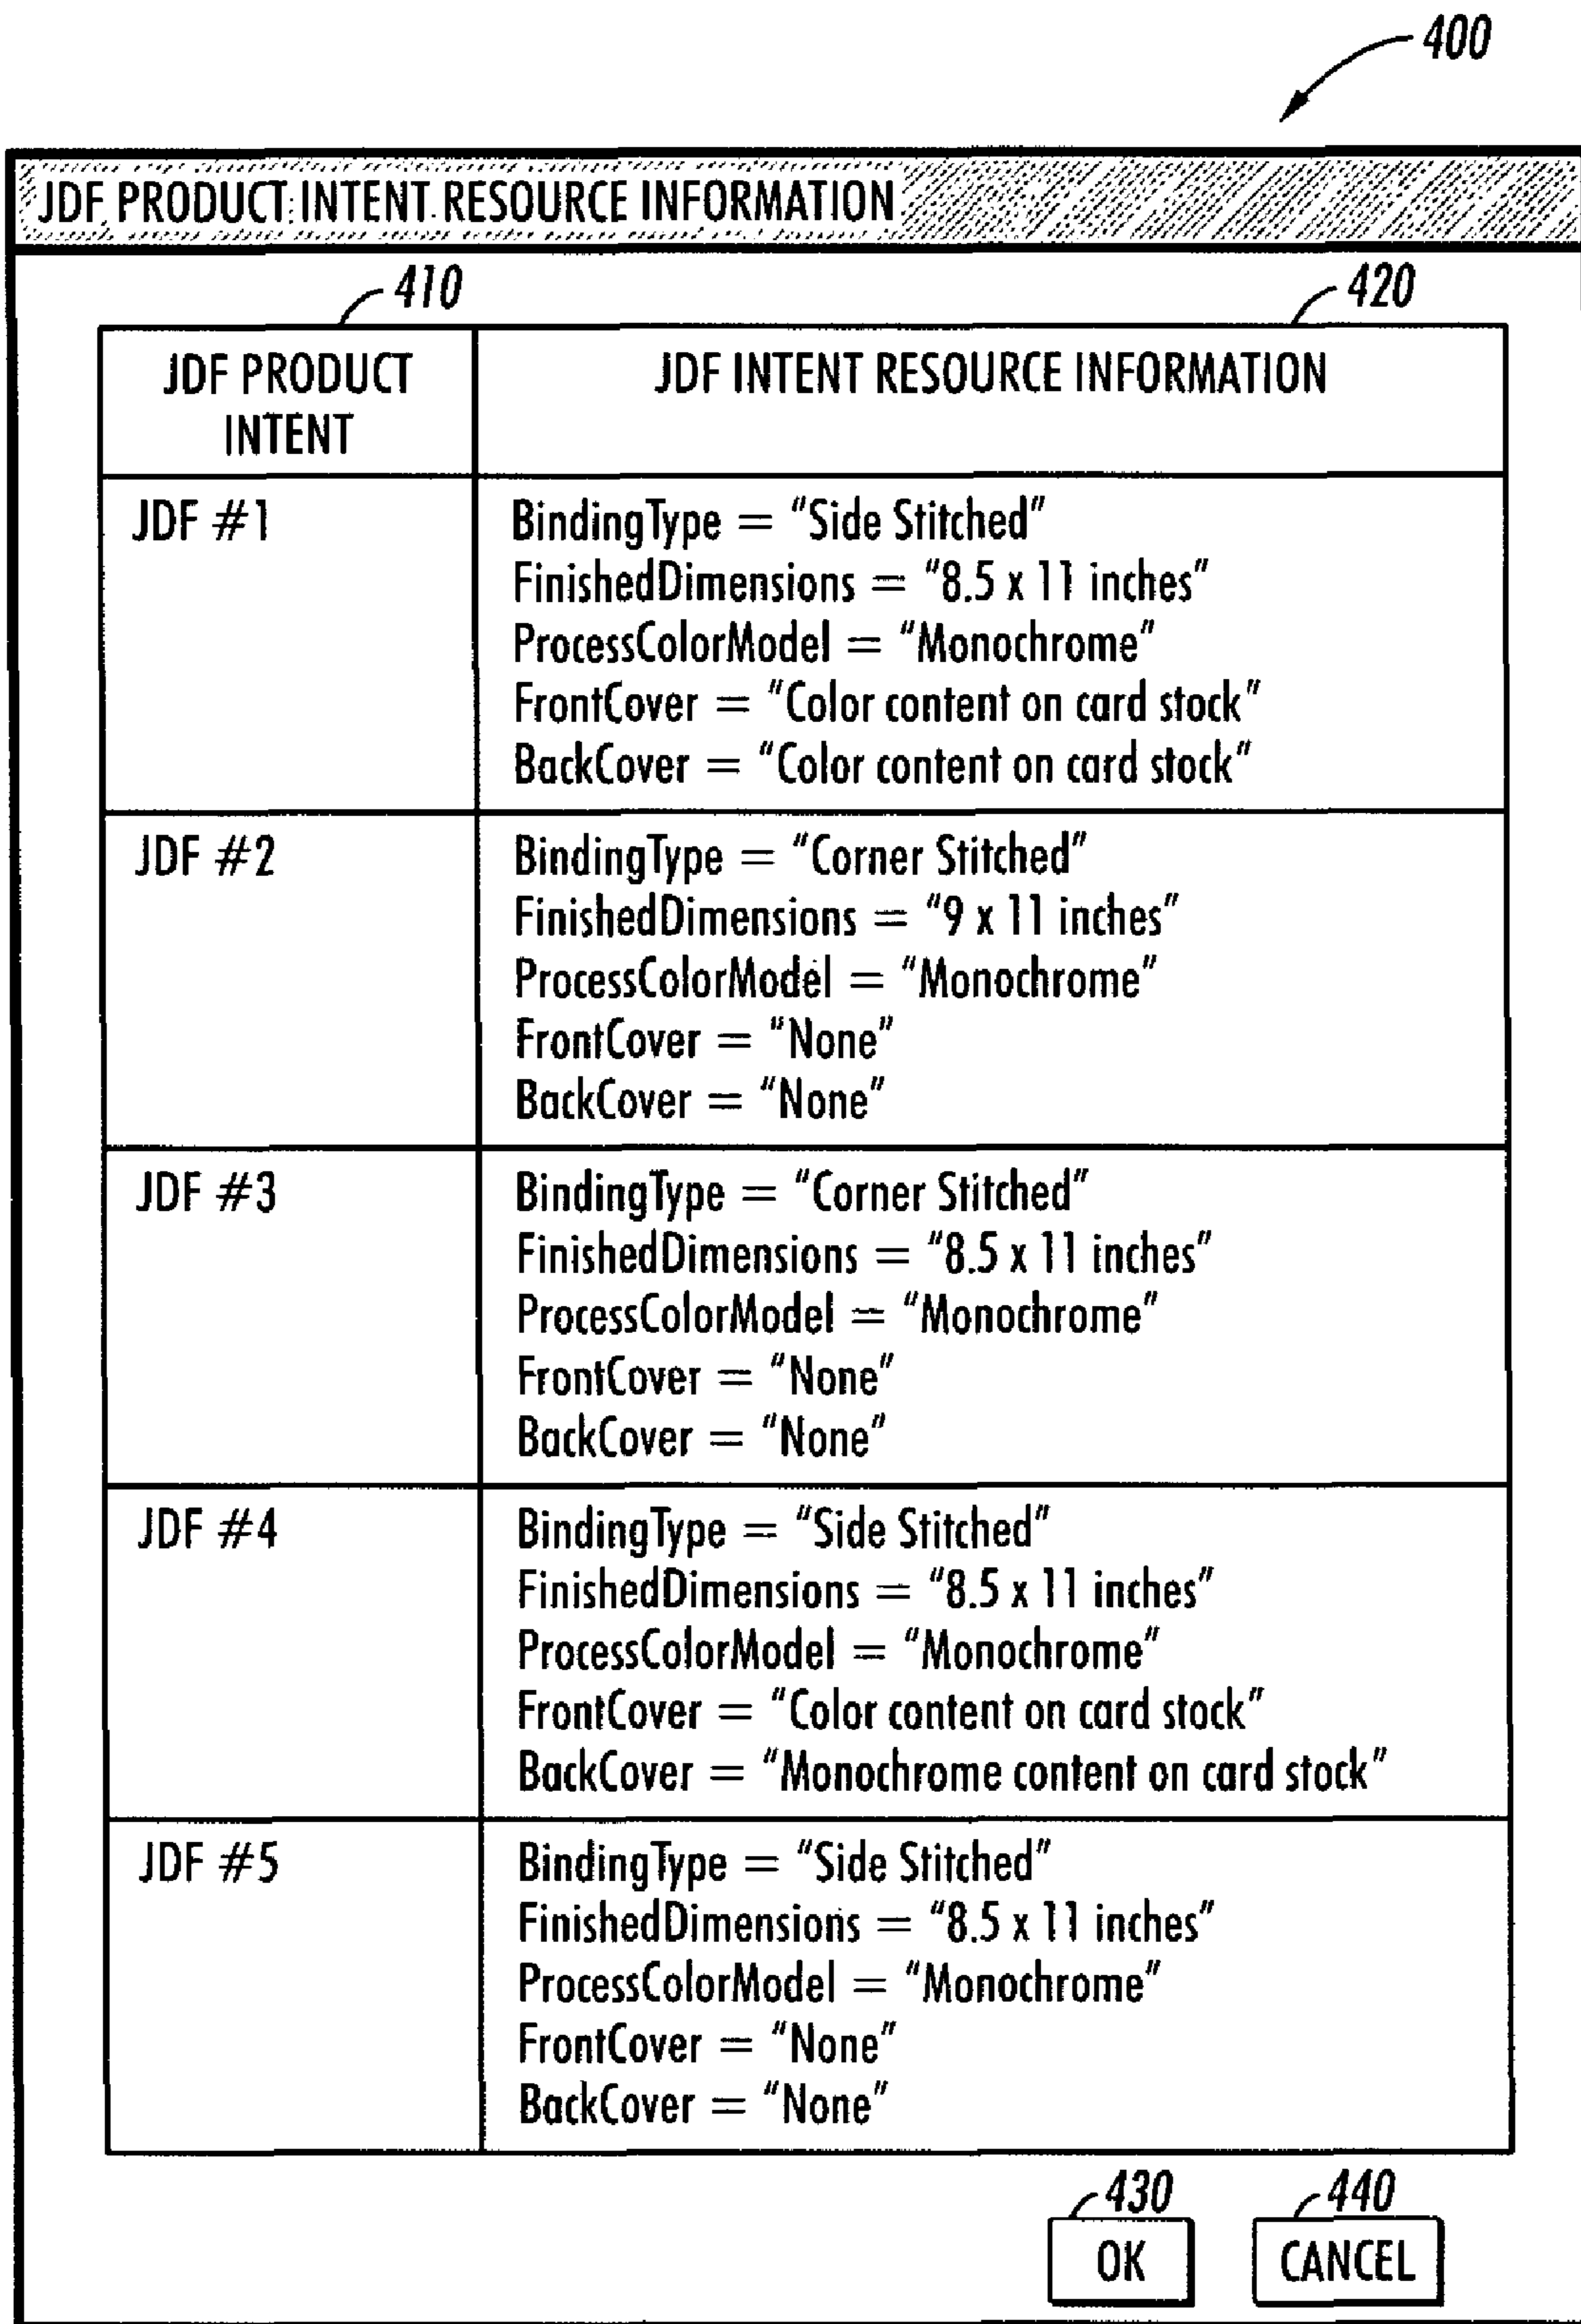 400
JDF PRODUCT INTENT RESOURCE INFORMATION
410
420
JDF PRODUCT
INTENT
JDF INTENT RESOURCE INFORMATION
JDF #1
BindingType = "Side Stitched"
FinishedDimensions = "8.5 x 11 inches"
ProcessColorModel = "Monochrome"
FrontCover = "Color content on card stock"
BackCover = "Color content on card stock"
JDF #2
BindingType = "Corner Stitched"
FinishedDimensions = "9 x 11 inches"
ProcessColorModel = "Monochrome"
FrontCover = "None"
BackCover = "None"
JDF #3
BindingType = "Corner Stitched"
FinishedDimensions = "8.5 x 11 inches"
ProcessColorModel = "Monochrome"
FrontCover = "None"
BackCover = "None"
JDF #4
BindingType = "Side Stitched"
FinishedDimensions = "8.5 x 11 inches"
ProcessColorModel = "Monochrome"
FrontCover = "Color content on card stock"
BackCover = "Monochrome content on card stock"
JDF #5
BindingType = "Side Stitched"
FinishedDimensions = "8.5 x 11 inches"
ProcessColorModel = "Monochrome"
FrontCover = "None"
BackCover = "None"
430
440
OK
CANCEL